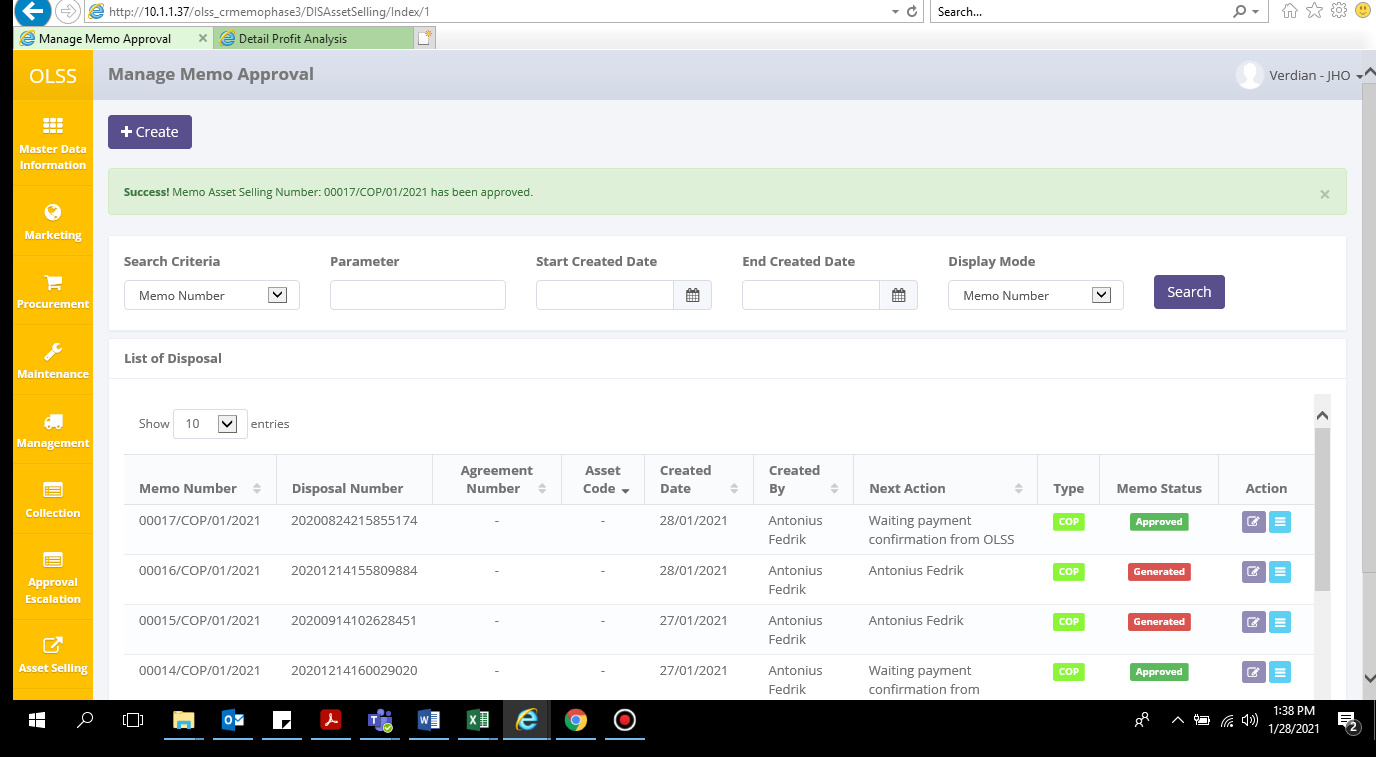 http://10.1.1.37/olss_crmemophase3/DISAssetSelling/Index/1
Search...
Manage Memo Approval
Detail Profit Analysis
OLSS
Manage Memo Approval
Verdian - JHO
Master Data
Information
Marketing
Procurement
Maintenance
Management
Collection
Approval
Escalation
Asset Selling
Create
Success! Memo Asset Selling Number: 00017/COP/01/2021 has been approved.
Search Criteria Parameter Start Created Date End Created Date Display Mode
Memo Number Memo Number Search
List of Disposal
Show 10 entries
Memo Number Disposal Number Agreement Number Asset Code Created Date Created By Next Action Type Memo Status Action
00017/COP/01/2021 20200824215855174 - - 28/01/2021 Antonius Waiting payment COP Approved
Fedrik confirmation from OLSS
00016/COP/01/2021 20201214155809884 - - 28/01/2021 Antonius Antonius Fedrik COP Generated
Fedrik
00015/COP/01/2021 20200914102628451 - - 27/01/2021 Antonius Antonius Fedrik COP Generated
Fedrik
00014/COP/01/2021 20201214160029020 - - 27/01/2021 Antonius Waiting payment COP Approved
Fedrik confirmation from
1:38 PM
1/28/2021
2